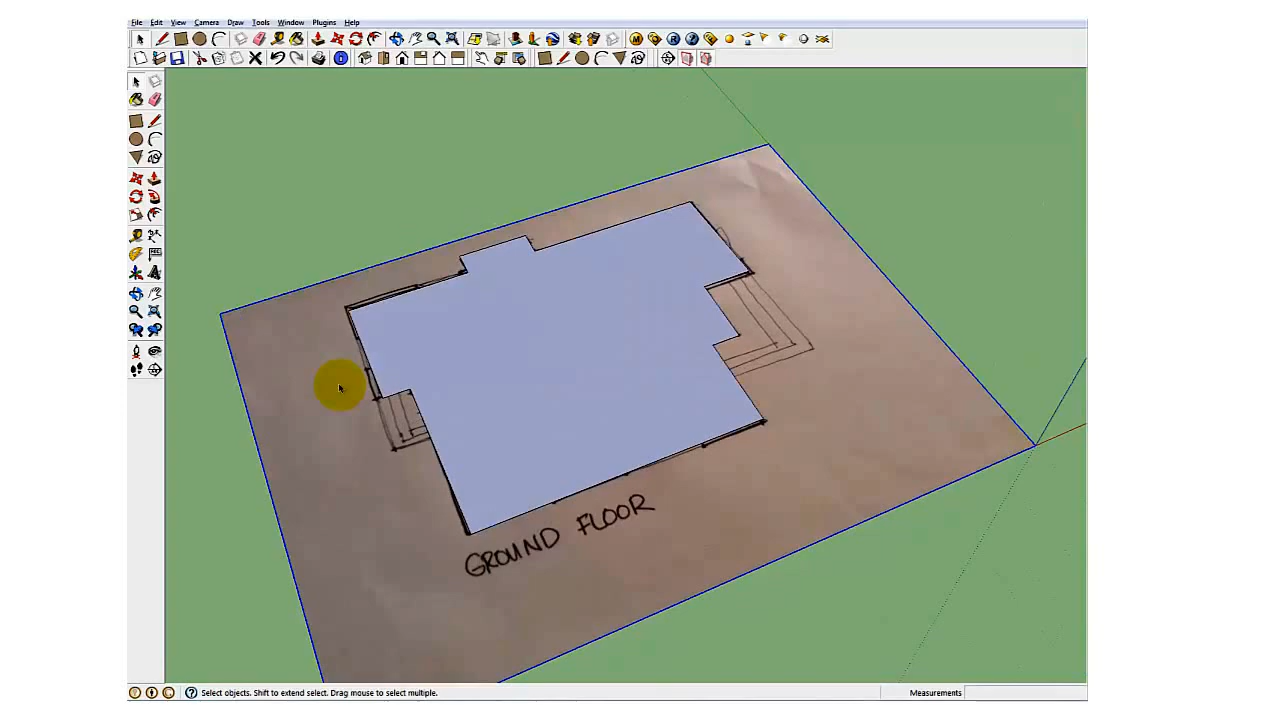 File Edit View Camera Draw Tools Window Plugins Help
GROUND FLOOR
Select objects. Shift to extend select. Drag mouse to select multiple.
Measurements